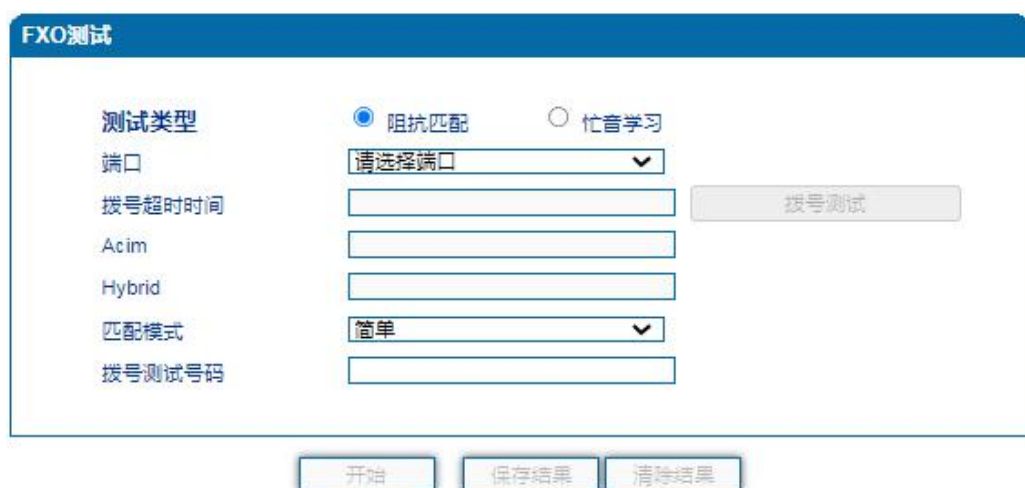 FXO测试
测试类型 阻抗匹配 忙音学习
端口 请选择端口
拨号超时时间 拨号测试
Acim
Hybrid
匹配模式 简单
拨号测试号码
开始 保存结果 清除结果